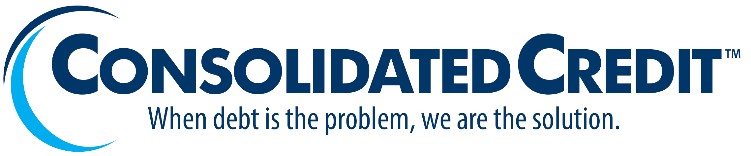 CONSOLIDATED CREDIT™
When debt is the problem, we are the solution.